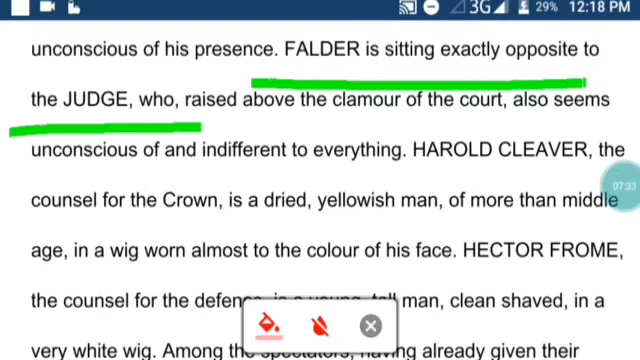 3G 29% 12:18 PM
unconscious of his presence. FALDER is sitting exactly opposite to
the JUDGE, who, raised above the clamour of the court, also seems
unconscious of and indifferent to everything. HAROLD CLEAVER, the
07:33
counsel for the Crown, is a dried, yellowish man, of more than middle
age, in a wig worn almost to the colour of his face. HECTOR FROME,
the counsel for the defence, is a young, tall man, clean shaved, in a
very white wig. Among the spectators, having already given their